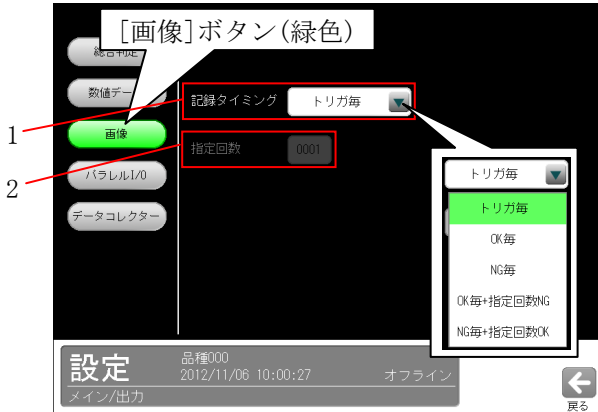 [画像]ボタン(緑色)
総合判定
数値データ
画像
パラレルI/O
データコレクター
1
記録タイミング トリガ毎
2
指定回数 0001
トリガ毎
トリガ毎
OK毎
NG毎
OK毎+指定回数NG
NG毎+指定回数OK
設定
品種000
2012/11/06 10:00:27 オフライン
メイン/出力
戻る